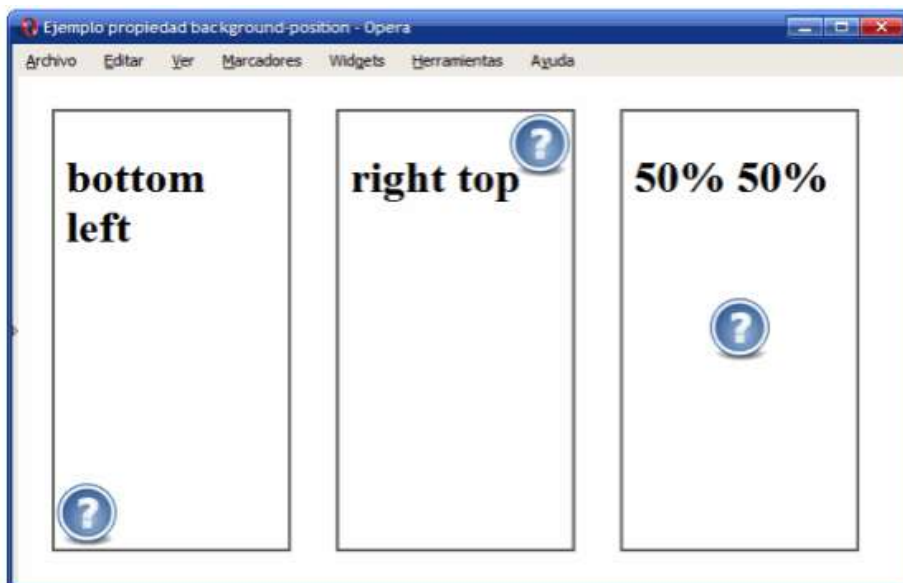 Ejemplo propiedad background-position - Opera
Archivo Editar Ver Marcadores Widgets Herramientas Ayuda
bottom
left
right top
50% 50%
?
?
?